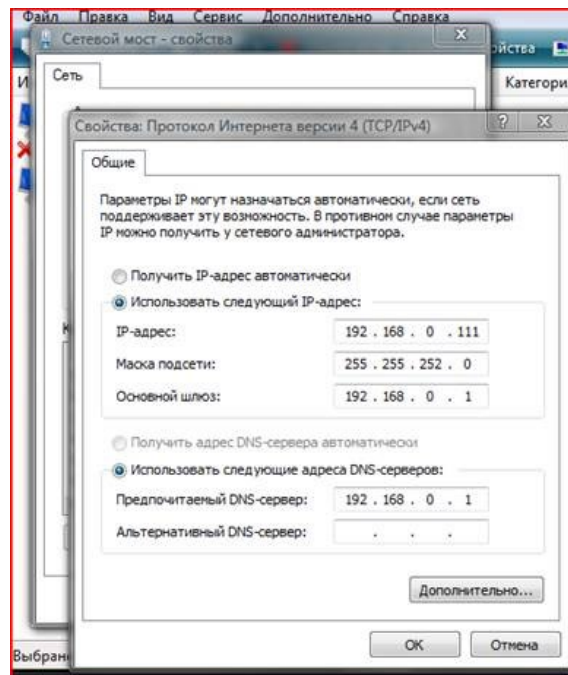 Файл Правка Вид Сервис Дополнительно Справка
Сетевой мост - свойства
Сеть
Категори
Свойства: Протокол Интернета версии 4 (TCP/IPv4)
Общие
Параметры IP могут назначаться автоматически, если сеть
поддерживает эту возможность. В противном случае параметры
IP можно получить у сетевого администратора.
Получить IP-адрес автоматически
Использовать следующий IP-адрес:
IP-адрес: 192 . 168 . 0 . 111
Маска подсети: 255 . 255 . 252 . 0
Основной шлюз: 192 . 168 . 0 . 1
Получить адрес DNS-сервера автоматически
Использовать следующие адреса DNS-серверов:
Предпочитаемый DNS-сервер: 192 . 168 . 0 . 1
Альтернативный DNS-сервер: . . .
Дополнительно...
OK Отмена
Выбран